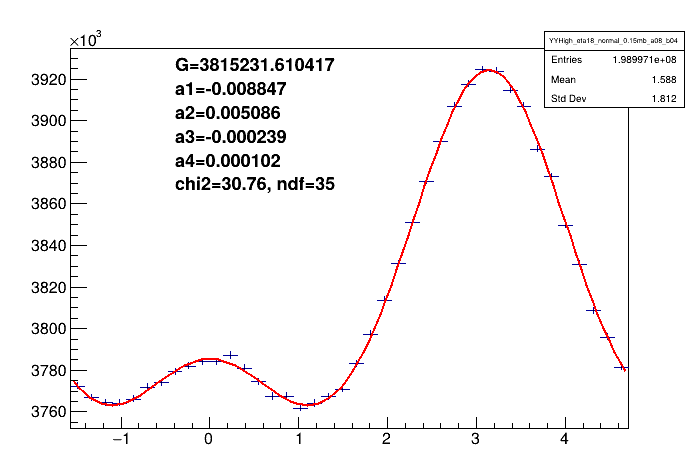 ×10³
YYHigh_eta18_normal_0.15mb_a08_b04
Entries 1.989971e+08
Mean 1.588
Std Dev 1.812
G=3815231.610417
a1=-0.008847
a2=0.005086
a3=-0.000239
a4=0.000102
chi2=30.76, ndf=35
3920
3900
3880
3860
3840
3820
3800
3780
3760
−1 0 1 2 3 4